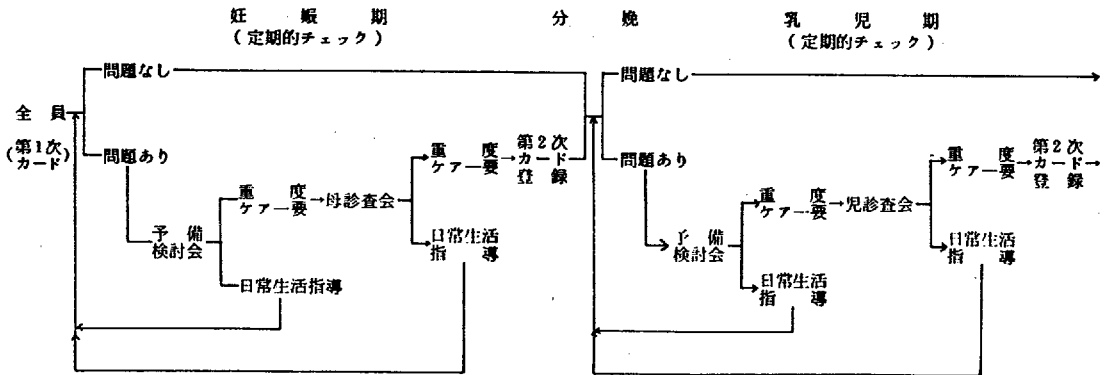 妊娠期 分娩 乳児期
(定期的チェック) (定期的チェック)
問題なし 問題なし
全員
(第1次
カード)
問題あり 問題あり
重度
ケアー要
第2次
カード
登録
重度
ケアー要
第2次
カード
登録
重度
ケアー要
母診査会
重度
ケアー要
児診査会
予備
検討会
日常生活
指導
予備
検討会
日常生活
指導
日常生活指導
日常生活
指導